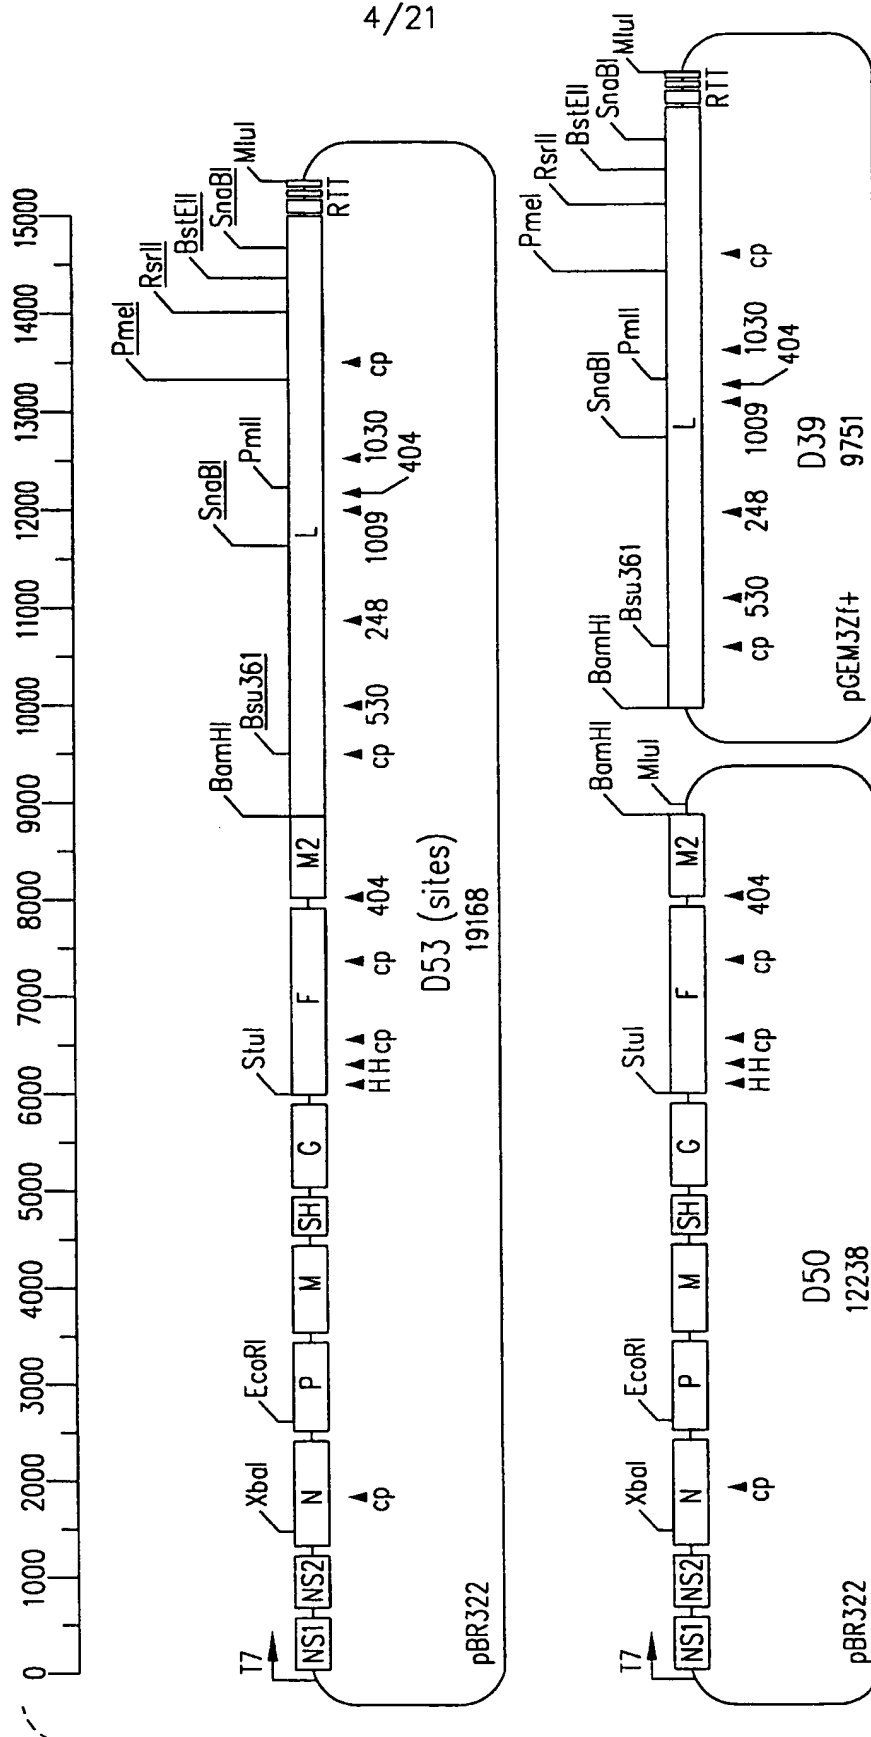 4/21
0 1000 2000 3000 4000 5000 6000 7000 8000 9000 10000 11000 12000 13000 14000 15000
T7 XbaI EcoRI StuI BamHI Bsu361 SnaBI PmlI PmeI RsrII BstEII SnaBI MluI
NS1 NS2 N P M SH G F M2 L RTT
cp HHcp cp 404 cp 530 248 1009 404 1030 cp
D53 (sites)
19168
pBR322
T7 XbaI EcoRI StuI BamHI MluI
NS1 NS2 N P M SH G F M2
cp HHcp cp 404
D50
12238
pBR322
BamHI Bsu361 SnaBI PmlI PmeI RsrII BstEII SnaBI MluI
L RTT
cp 530 248 1009 404 1030 cp
D39
9751
pGEM3Zf+